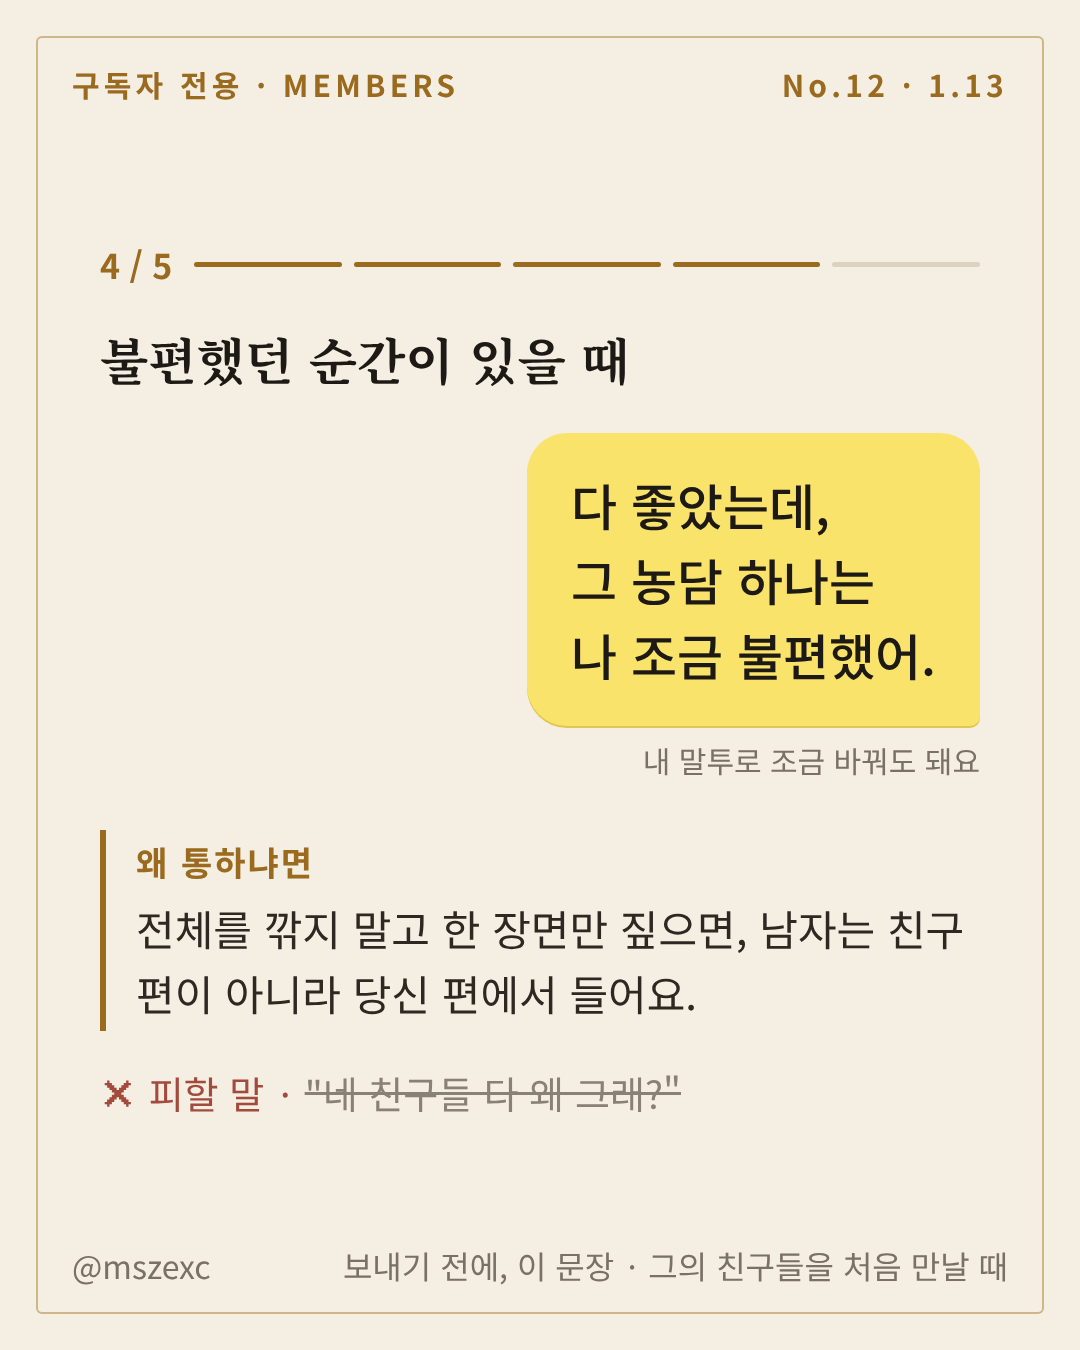 구독자 전용 · MEMBERS
No.12 · 1.13
4 / 5
불편했던 순간이 있을 때
다 좋았는데,
그 농담 하나는
나 조금 불편했어.
내 말투로 조금 바꿔도 돼요
왜 통하냐면
전체를 깎지 말고 한 장면만 짚으면, 남자는 친구
편이 아니라 당신 편에서 들어요.
✕ 피할 말 · "네 친구들 다 왜 그래?"
@mszexc
보내기 전에, 이 문장 · 그의 친구들을 처음 만날 때